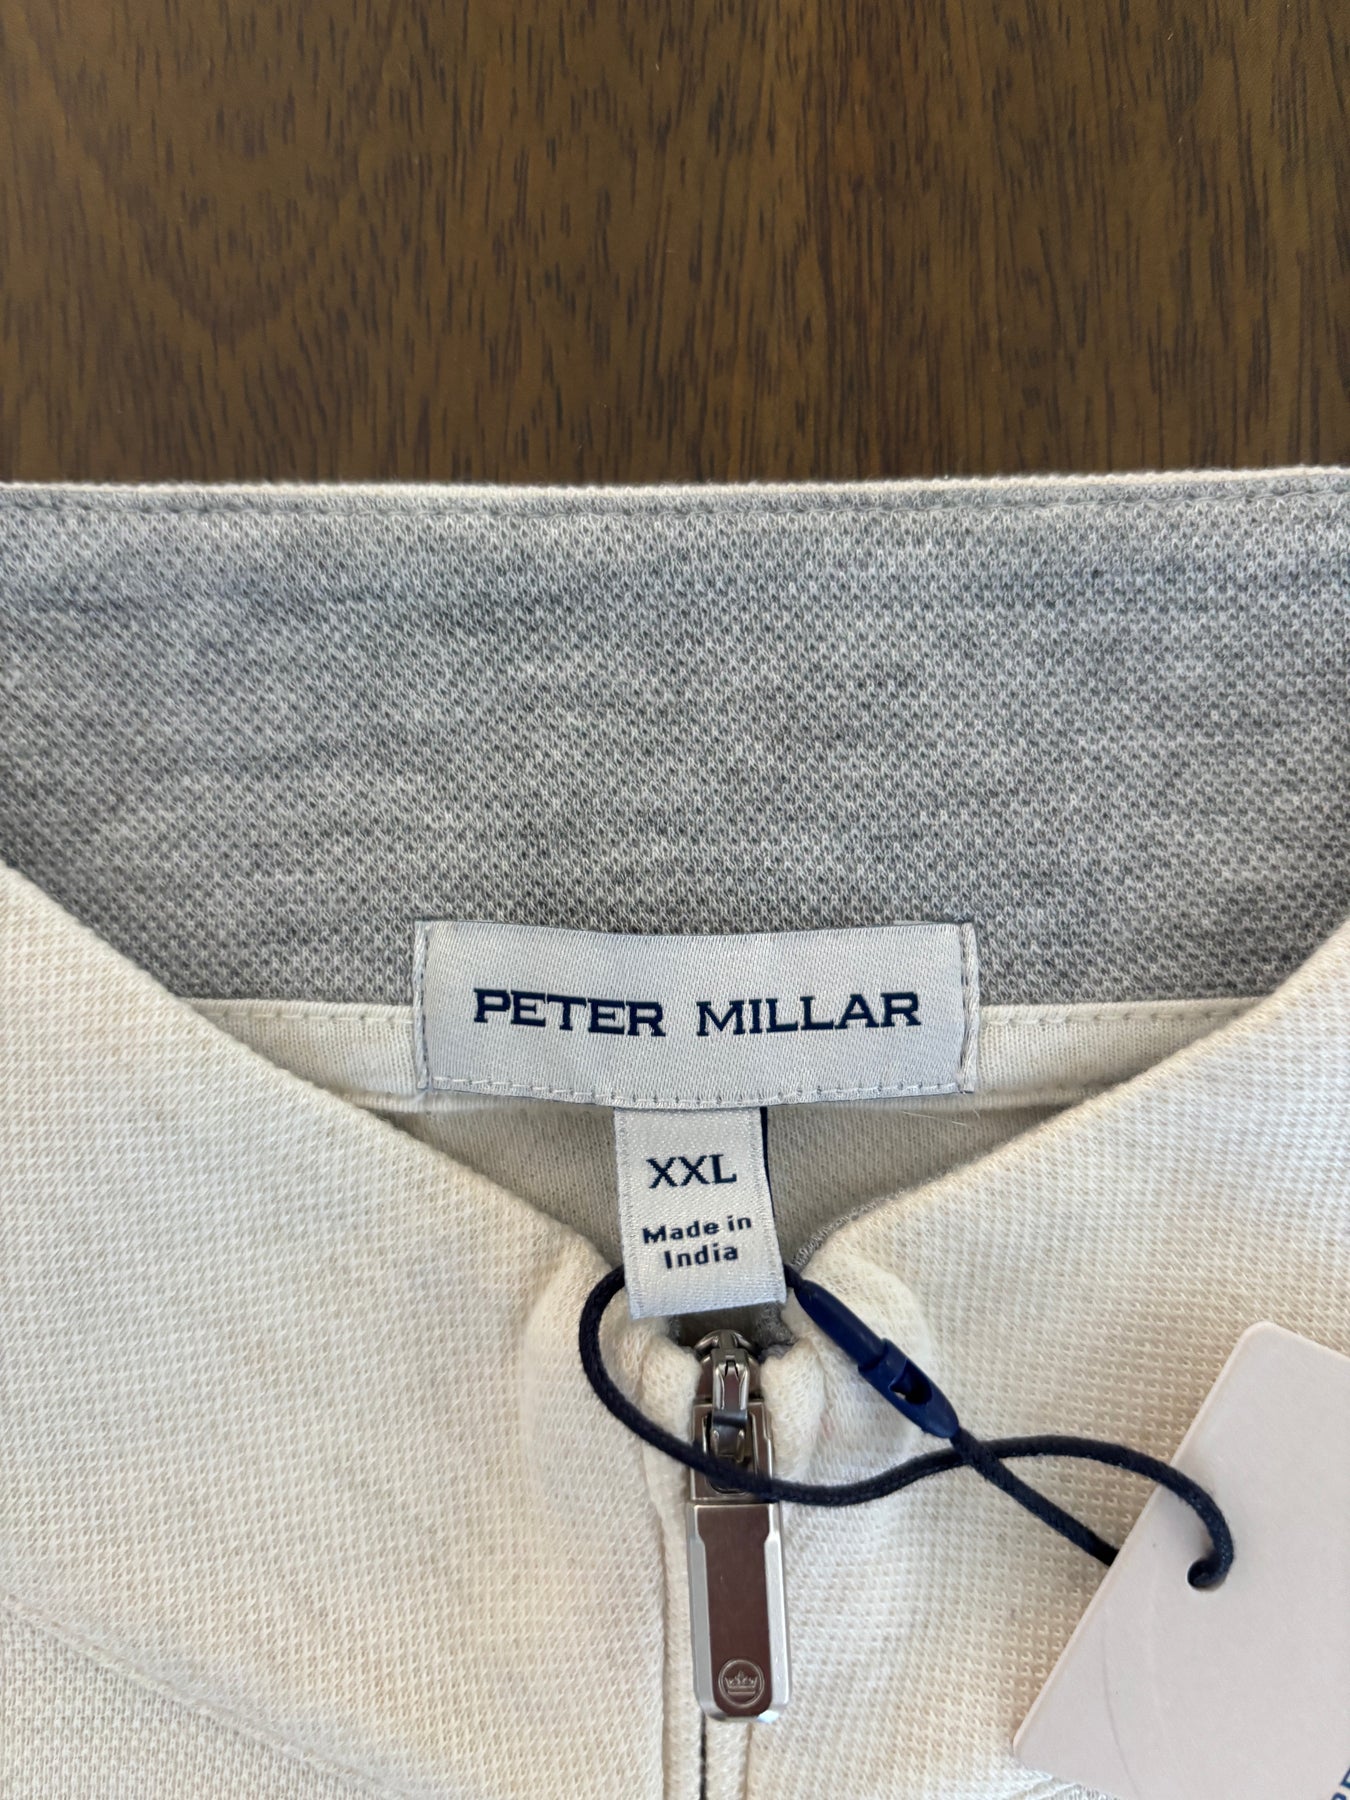 PETER MILLAR
XXL
Made in
India